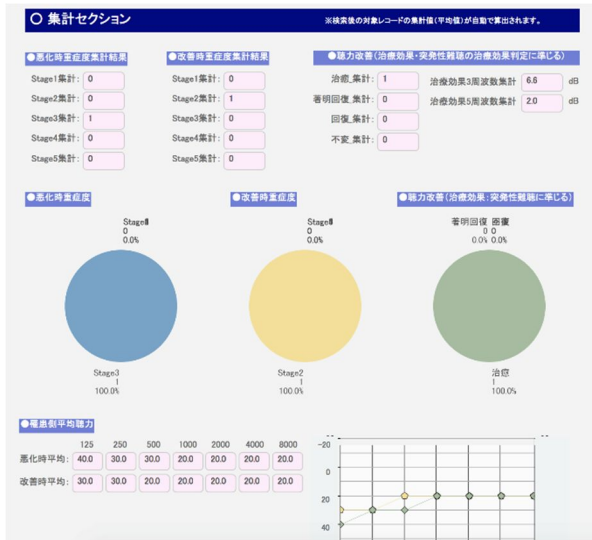 〇 集計セクション ※検索後の対象レコードの集計値(平均値)が自動で算出されます。
●悪化時重症度集計結果 ●改善時重症度集計結果 ●聴力改善(治療効果・突発性難聴の治療効果判定に準じる)
Stage1集計: 0 Stage1集計: 0 治癒_集計: 1 治療効果3周波数集計 6.6 dB
Stage2集計: 0 Stage2集計: 1 著明回復_集計: 0 治療効果5周波数集計 2.0 dB
Stage3集計: 1 Stage3集計: 0 回復_集計: 0
Stage4集計: 0 Stage4集計: 0 不変_集計: 0
Stage5集計: 0 Stage5集計: 0
●悪化時重症度 ●改善時重症度 ●聴力改善(治療効果:突発性難聴に準じる)
Stage Stage 著明回復
0 0 0 0
0.0% 0.0% 0.0% 0.0%
Stage3 Stage2 治癒
1 1 1
100.0% 100.0% 100.0%
●罹患側平均聴力
125 250 500 1000 2000 4000 8000
悪化時平均: 40.0 30.0 30.0 20.0 20.0 20.0 20.0
改善時平均: 30.0 30.0 20.0 20.0 20.0 20.0 20.0
-20
0
20
40